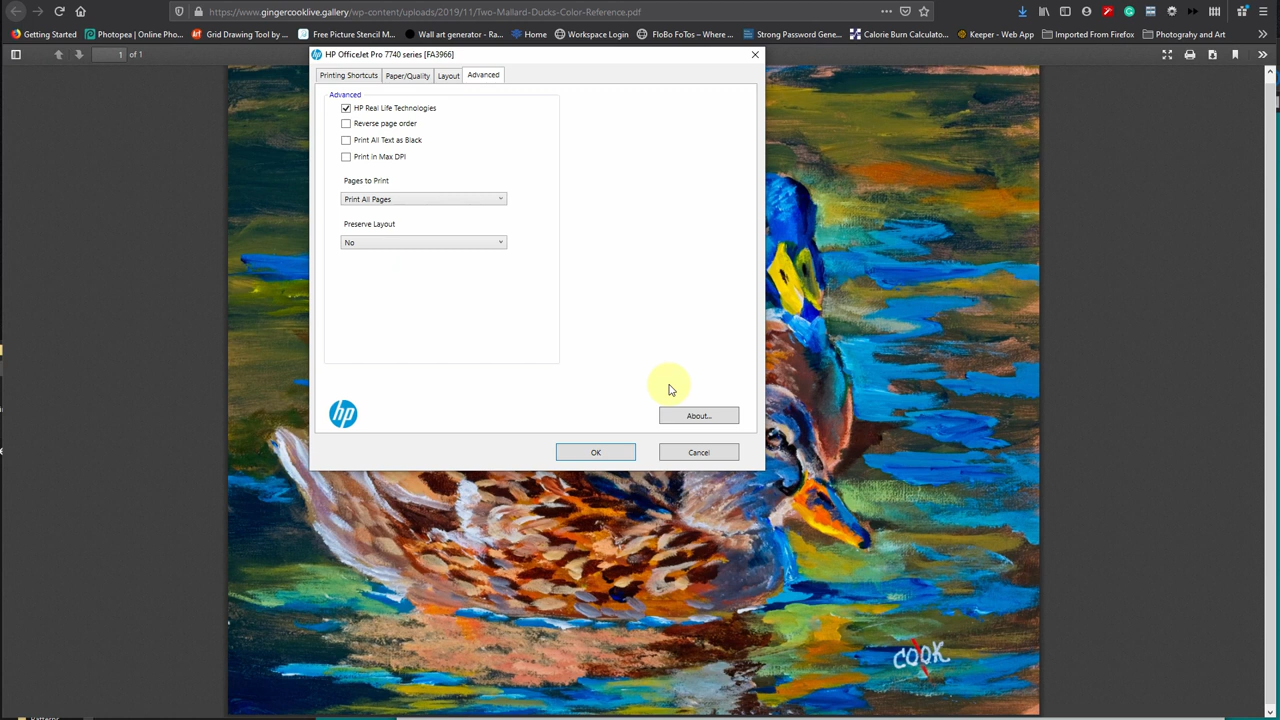 https://www.gingercooklive.gallery/wp-content/uploads/2019/11/Two-Mallard-Ducks-Color-Reference.pdf
Getting Started
Photopea | Online Pho...
Grid Drawing Tool by ...
Free Picture Stencil M...
Wall art generator - Ra...
Home
Workspace Login
FloBo FoTos – Where...
Strong Password Gene...
Calorie Burn Calculato...
Keeper - Web App
Imported From Firefox
Photograhy and Art
1 of 1
HP OfficeJet Pro 7740 series [FA3966]
Printing Shortcuts
Paper/Quality
Layout
Advanced
Advanced
HP Real Life Technologies
Reverse page order
Print All Text as Black
Print in Max DPI
Pages to Print
Print All Pages
Preserve Layout
No
hp
About...
OK
Cancel
COOK
Patterns